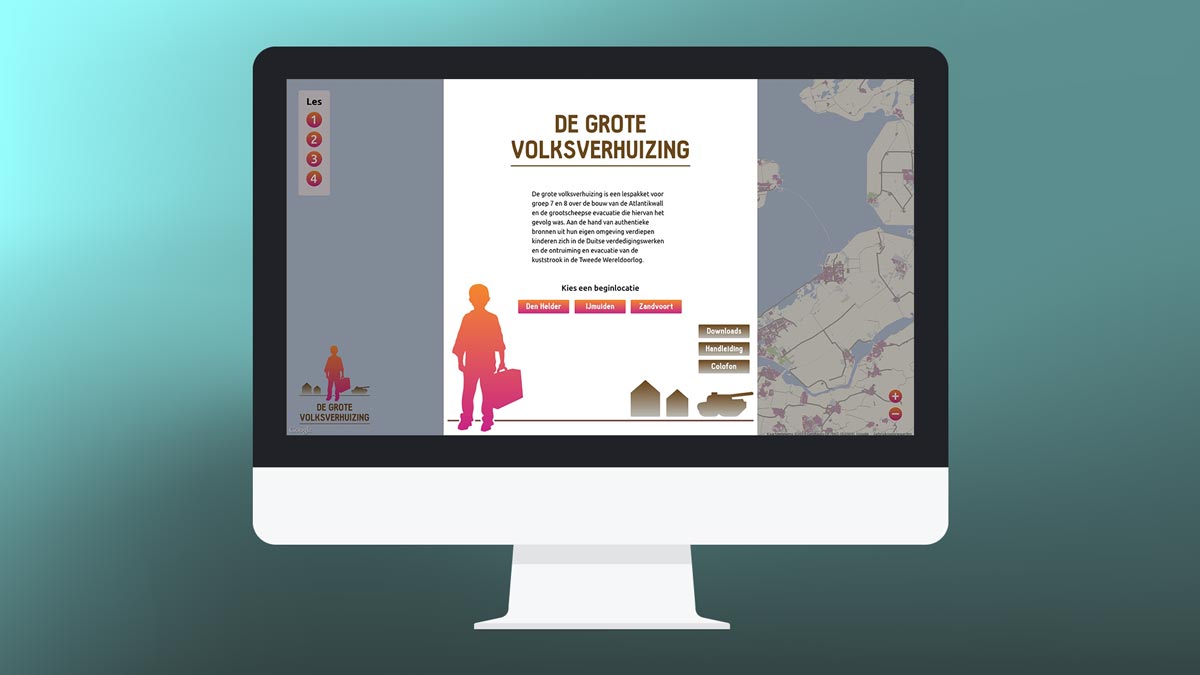 Les
1
2
3
4
DE GROTE
VOLKSVERHUIZING
De grote volksverhuizing is een lespakket voor
groep 7 en 8 over de bouw van de Atlantikwall
en de grootscheepse evacuatie die hiervan het
gevolg was. Aan de hand van authentieke
bronnen uit hun eigen omgeving verdiepen
kinderen zich in de Duitse verdedigingswerken
en de ontruiming en evacuatie van de
kuststrook in de Tweede Wereldoorlog.
Kies een beginlocatie
Den Helder IJmuiden Zandvoort
Downloads
Handleiding
Colofon
DE GROTE
VOLKSVERHUIZING
Google